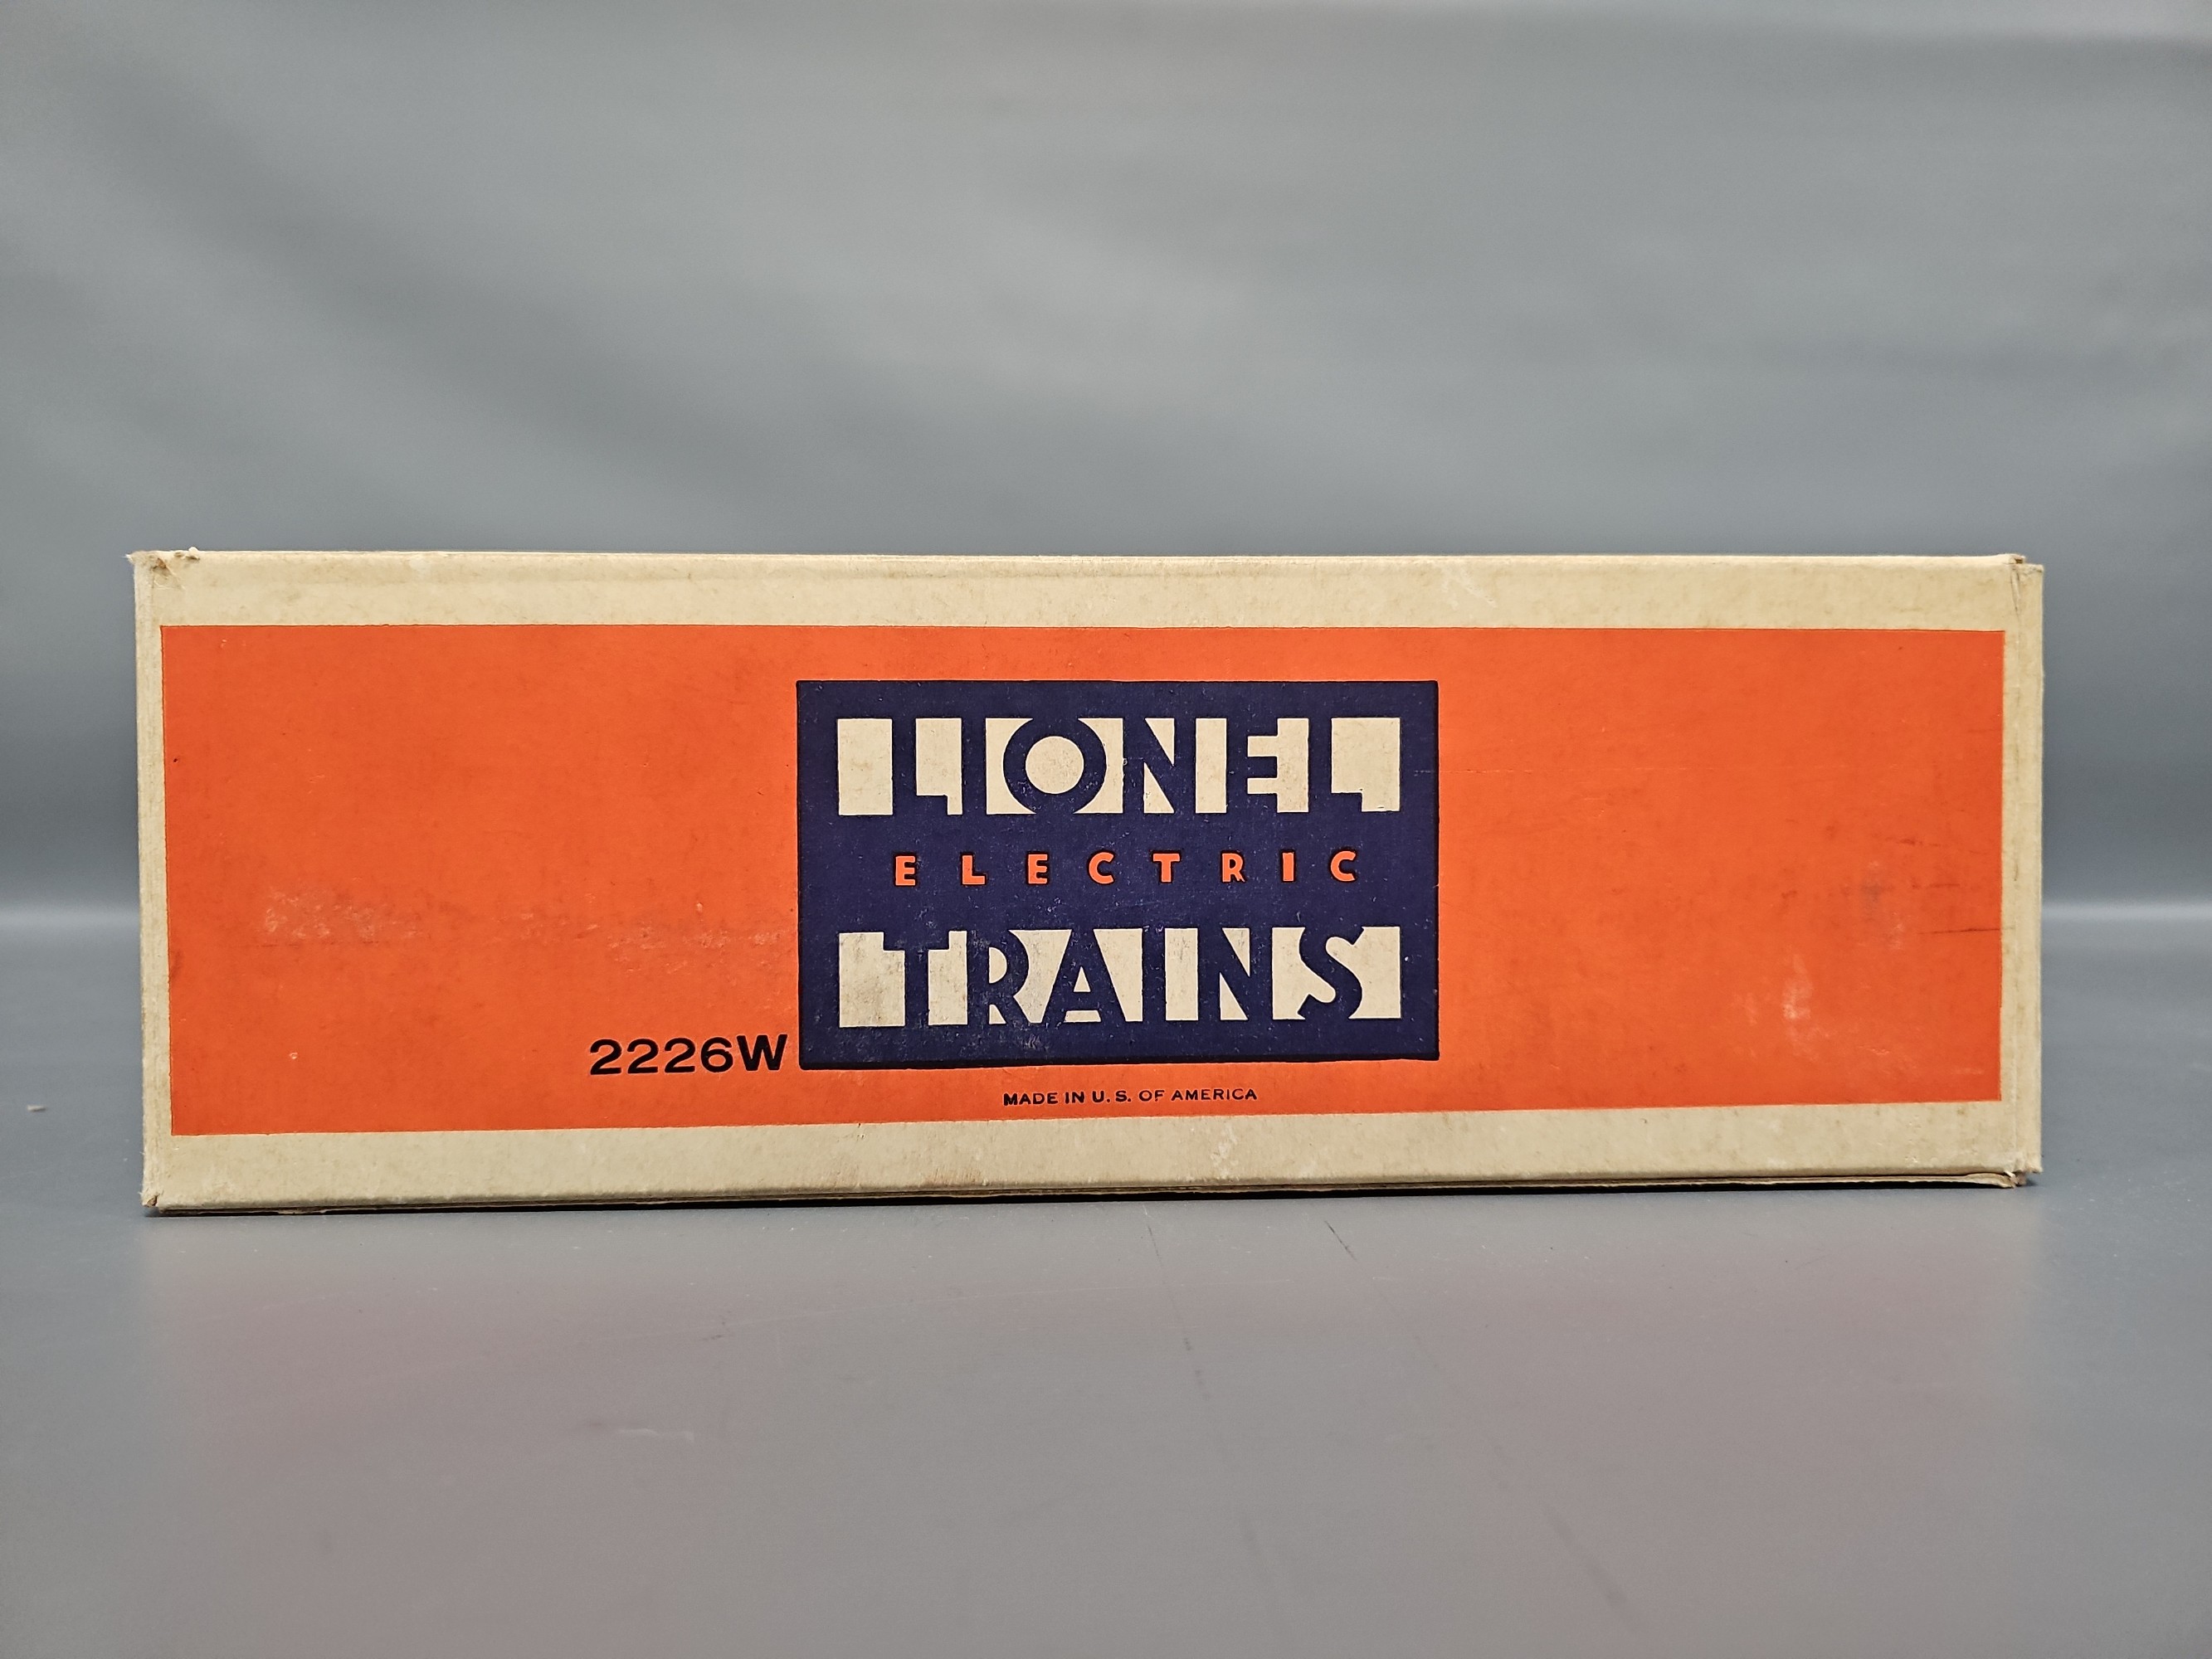 LIONEL
ELECTRIC
TRAINS
2226W
MADE IN U. S. OF AMERICA